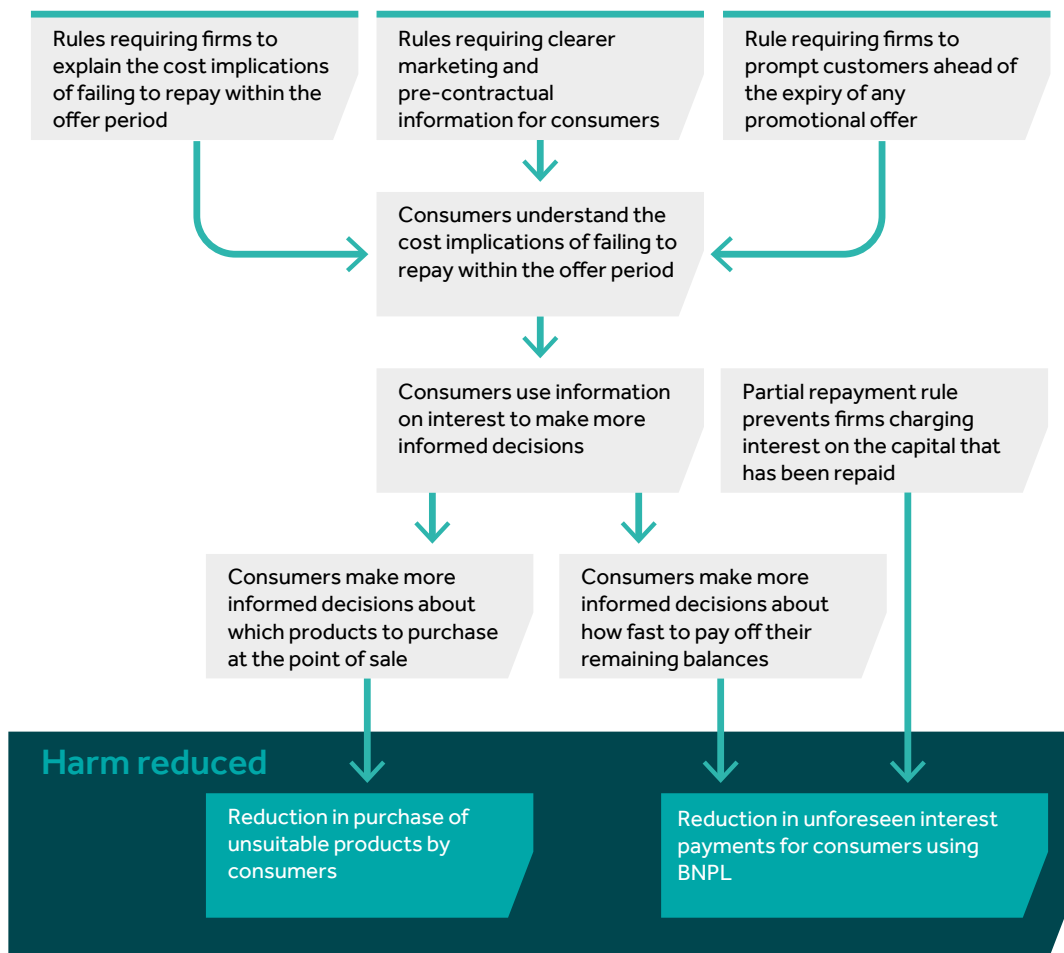 Rules requiring firms to
explain the cost implications
of failing to repay within the
offer period
Rules requiring clearer
marketing and
pre-contractual
information for consumers
Rule requiring firms to
prompt customers ahead of
the expiry of any
promotional offer
Consumers understand the
cost implications of failing to
repay within the offer period
Consumers use information
on interest to make more
informed decisions
Partial repayment rule
prevents firms charging
interest on the capital that
has been repaid
Consumers make more
informed decisions about
which products to purchase
at the point of sale
Consumers make more
informed decisions about
how fast to pay off their
remaining balances
Harm reduced
Reduction in purchase of
unsuitable products by
consumers
Reduction in unforeseen interest
payments for consumers using
BNPL